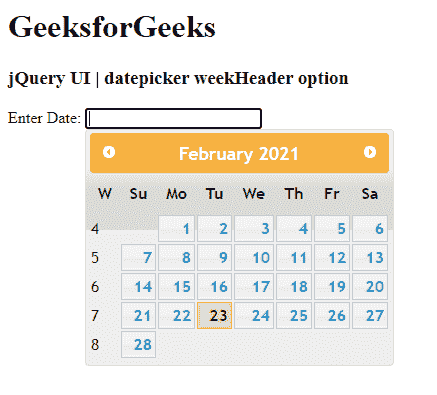 GeeksforGeeks
jQuery UI | datepicker weekHeader option
Enter Date:
February 2021
W Su Mo Tu We Th Fr Sa
4 1 2 3 4 5 6
5 7 8 9 10 11 12 13
6 14 15 16 17 18 19 20
7 21 22 23 24 25 26 27
8 28